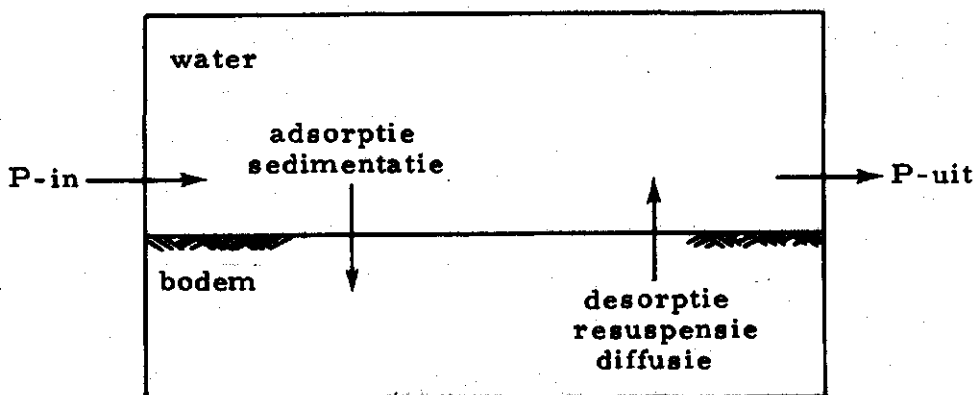 water
adsorptie
sedimentatie
P-in
P-uit
bodem
desorptie
resuspensie
diffusie